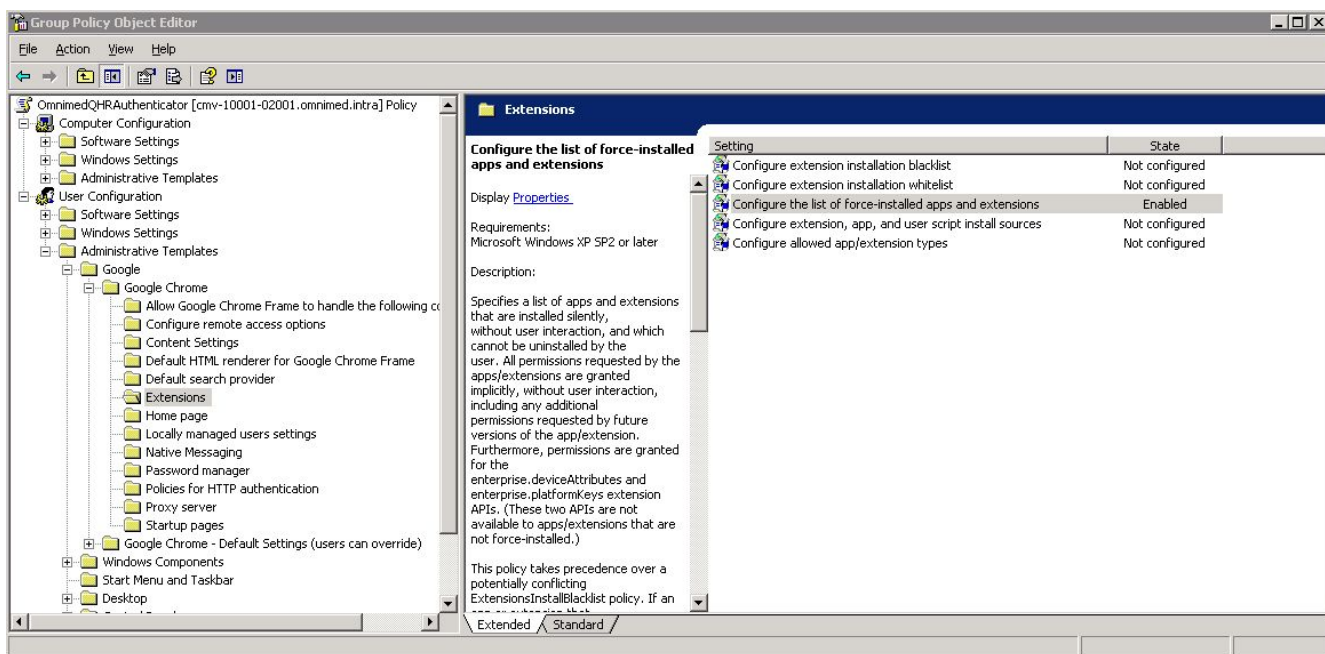 Group Policy Object Editor
File Action View Help
OmnimedQHRAuthenticator [cmv-10001-02001.omnimed.intra] Policy
Computer Configuration
Software Settings
Windows Settings
Administrative Templates
User Configuration
Software Settings
Windows Settings
Administrative Templates
Google
Google Chrome
Allow Google Chrome Frame to handle the following
Configure remote access options
Content Settings
Default HTML renderer for Google Chrome Frame
Default search provider
Extensions
Home page
Locally managed users settings
Native Messaging
Password manager
Policies for HTTP authentication
Proxy server
Startup pages
Google Chrome - Default Settings (users can override)
Windows Components
Start Menu and Taskbar
Desktop
Extensions
Configure the list of force-installed
apps and extensions
Display Properties
Requirements:
Microsoft Windows XP SP2 or later
Description:
Specifies a list of apps and extensions
that are installed silently,
without user interaction, and which
cannot be uninstalled by the
user. All permissions requested by the
apps/extensions are granted
implicitly, without user interaction,
including any additional
permissions requested by future
versions of the app/extension.
Furthermore, permissions are granted
for the
enterprise.deviceAttributes and
enterprise.platformKeys extension
APIs. (These two APIs are not
available to apps/extensions that are
not force-installed.)
This policy takes precedence over a
potentially conflicting
ExtensionsInstallBlacklist policy. If an
Setting State
Configure extension installation blacklist Not configured
Configure extension installation whitelist Not configured
Configure the list of force-installed apps and extensions Enabled
Configure extension, app, and user script install sources Not configured
Configure allowed app/extension types Not configured
Extended Standard